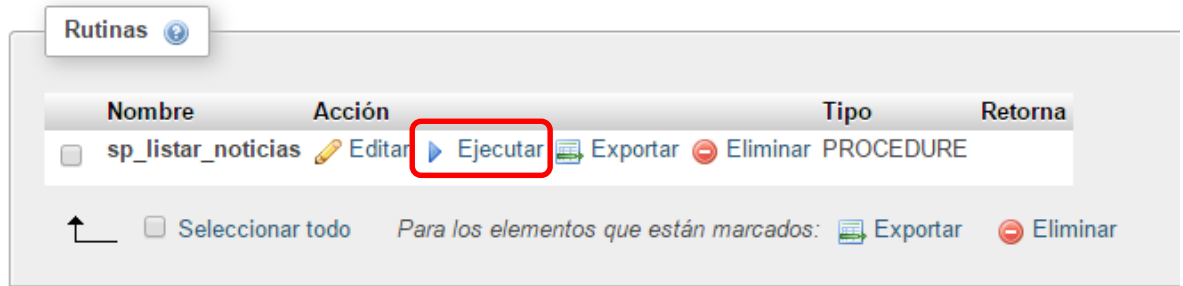 Rutinas
Nombre Acción Tipo Retorna
sp_listar_noticias Editar Ejecutar Exportar Eliminar PROCEDURE
Seleccionar todo Para los elementos que están marcados: Exportar Eliminar